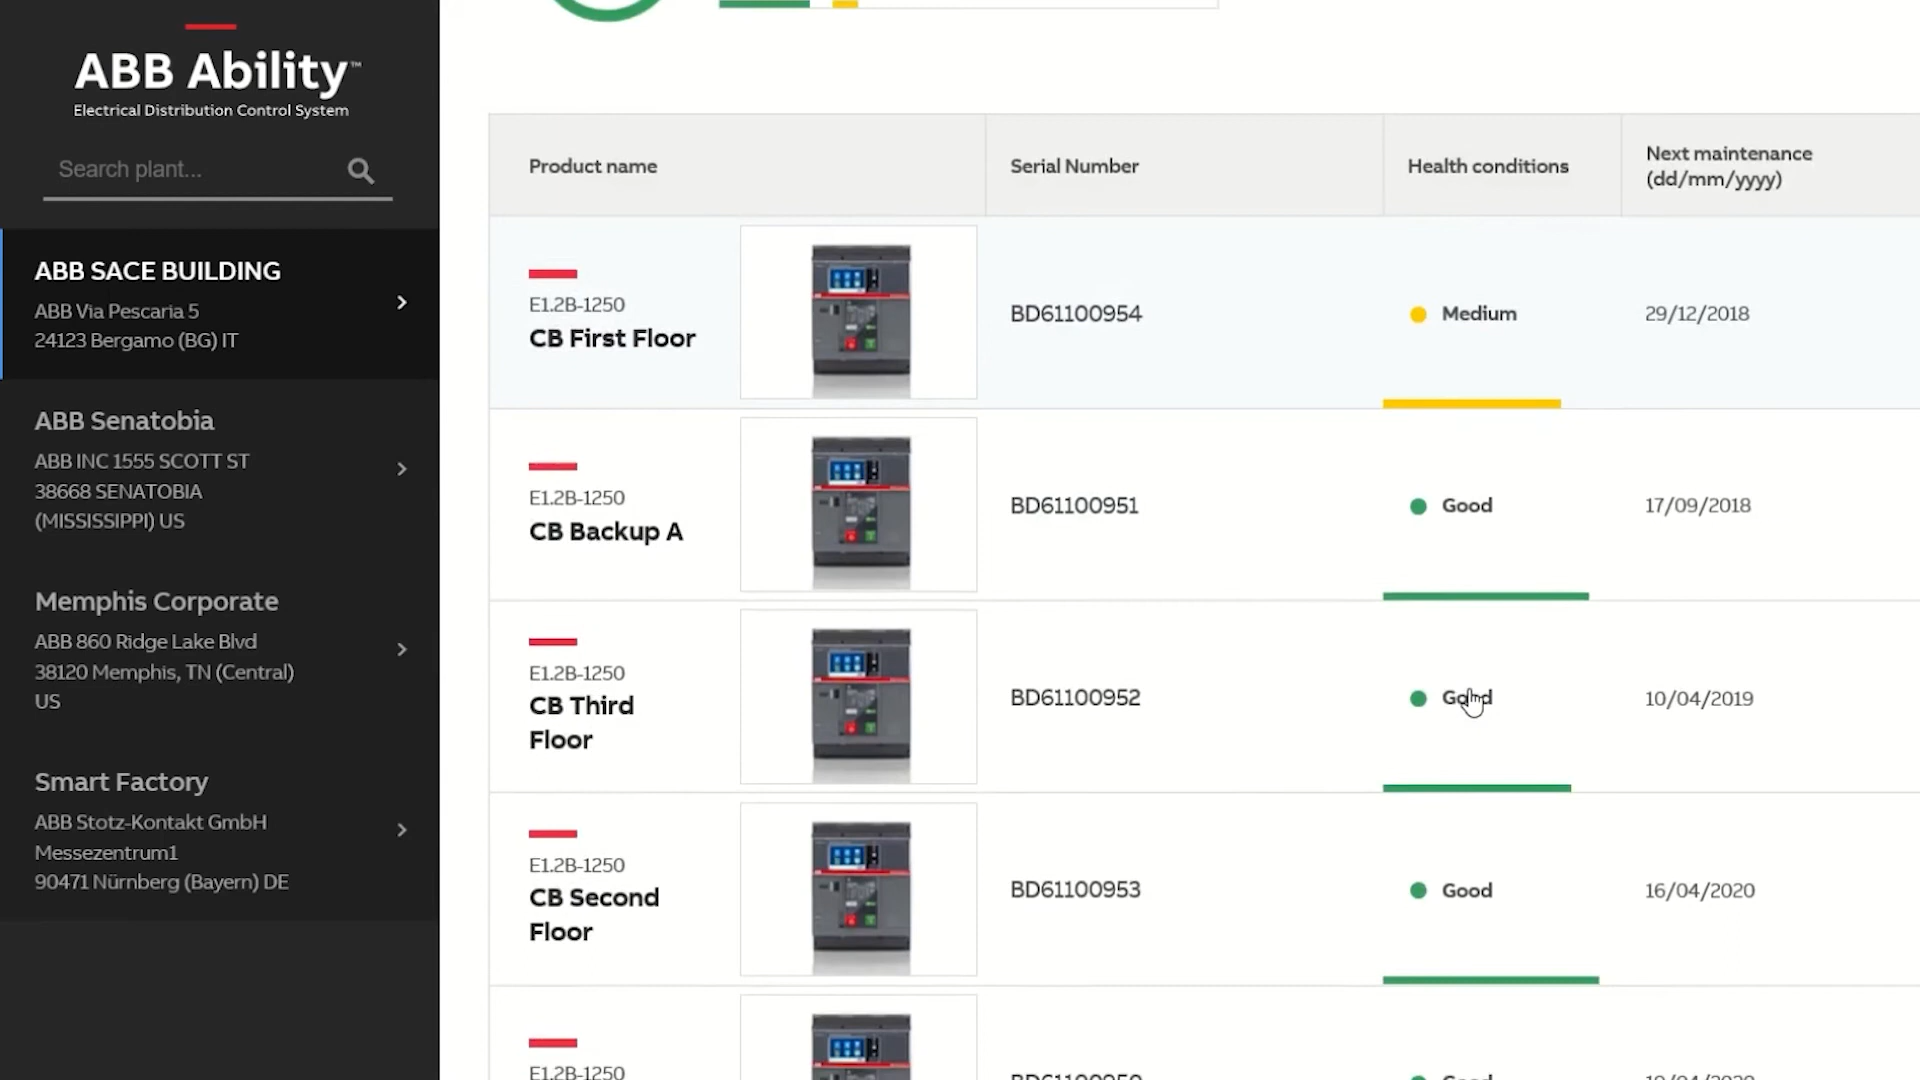 ABB Ability™
Electrical Distribution Control System
Search plant...
ABB SACE BUILDING
ABB Via Pescaria 5
24123 Bergamo (BG) IT
ABB Senatobia
ABB INC 1555 SCOTT ST
38668 SENATOBIA
(MISSISSIPPI) US
Memphis Corporate
ABB 860 Ridge Lake Blvd
38120 Memphis, TN (Central)
US
Smart Factory
ABB Stotz-Kontakt GmbH
Messezentrum1
90471 Nürnberg (Bayern) DE
Product name
Serial Number
Health conditions
Next maintenance
(dd/mm/yyyy)
E1.2B-1250
CB First Floor
BD61100954
Medium
29/12/2018
E1.2B-1250
CB Backup A
BD61100951
Good
17/09/2018
E1.2B-1250
CB Third
Floor
BD61100952
Good
10/04/2019
E1.2B-1250
CB Second
Floor
BD61100953
Good
16/04/2020
E1.2B-1250